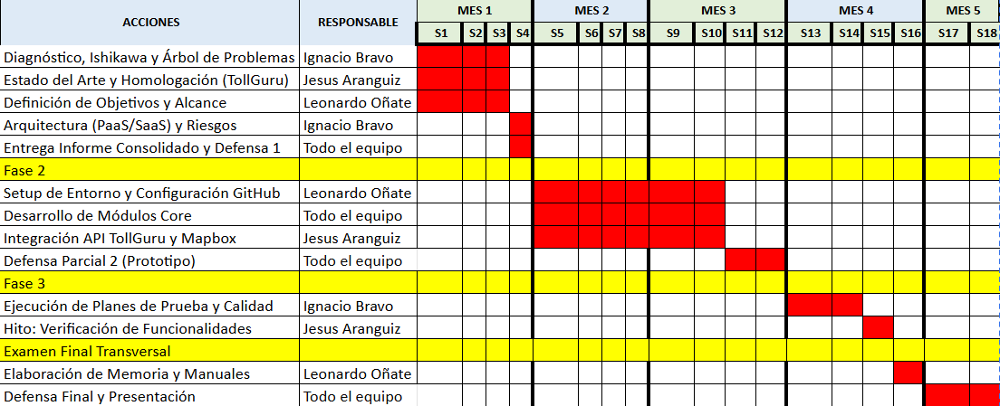 ACCIONES RESPONSABLE MES 1 MES 2 MES 3 MES 4 MES 5
S1 S2 S3 S4 S5 S6 S7 S8 S9 S10 S11 S12 S13 S14 S15 S16 S17 S18
Diagnóstico, Ishikawa y Árbol de Problemas Ignacio Bravo
Estado del Arte y Homologación (TollGuru) Jesus Aranguiz
Definición de Objetivos y Alcance Leonardo Oñate
Arquitectura (PaaS/SaaS) y Riesgos Ignacio Bravo
Entrega Informe Consolidado y Defensa 1 Todo el equipo
Fase 2
Setup de Entorno y Configuración GitHub Leonardo Oñate
Desarrollo de Módulos Core Todo el equipo
Integración API TollGuru y Mapbox Jesus Aranguiz
Defensa Parcial 2 (Prototipo) Todo el equipo
Fase 3
Ejecución de Planes de Prueba y Calidad Ignacio Bravo
Hito: Verificación de Funcionalidades Jesus Aranguiz
Examen Final Transversal
Elaboración de Memoria y Manuales Leonardo Oñate
Defensa Final y Presentación Todo el equipo